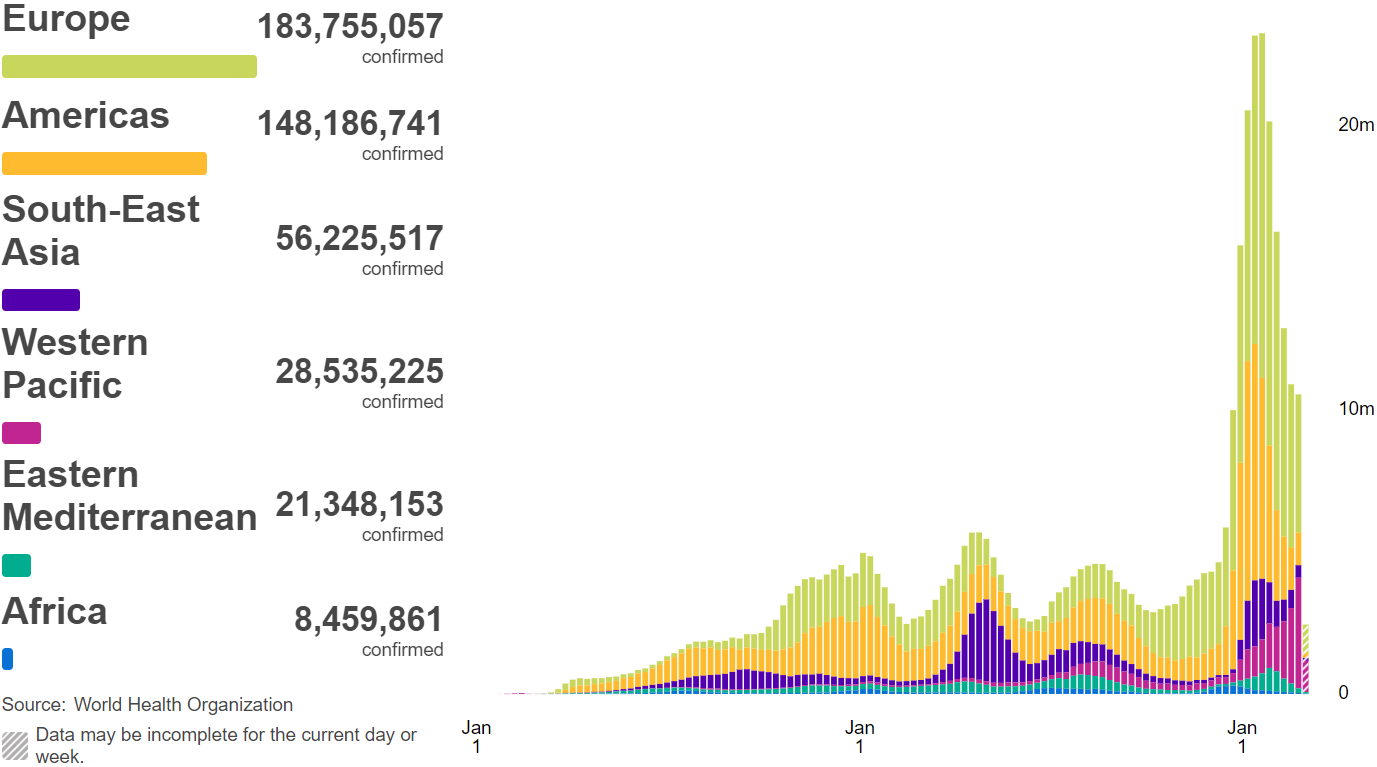 Europe
183,755,057
confirmed
Americas
148,186,741
confirmed
South-East
Asia
56,225,517
confirmed
Western
Pacific
28,535,225
confirmed
Eastern
Mediterranean
21,348,153
confirmed
Africa
8,459,861
confirmed
Source: World Health Organization
Data may be incomplete for the current day or
week.
20m
10m
0
Jan
1
Jan
1
Jan
1